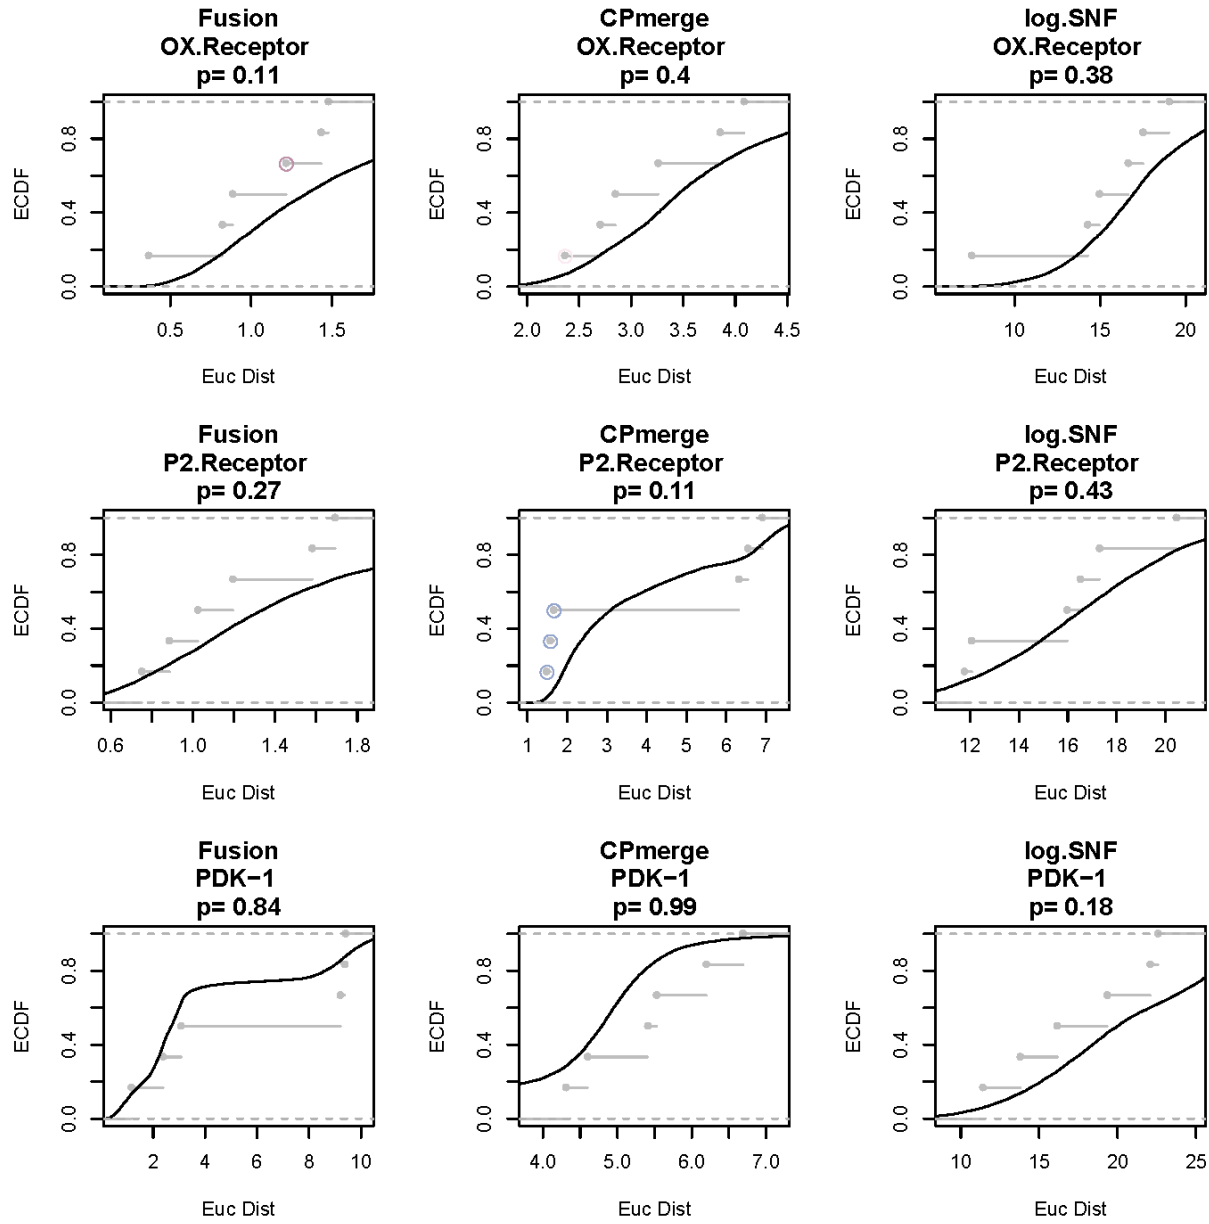 Fusion
OX.Receptor
p= 0.11
ECDF
0.0 0.4 0.8
0.5 1.0 1.5
Euc Dist
CPmerge
OX.Receptor
p= 0.4
ECDF
0.0 0.4 0.8
2.0 2.5 3.0 3.5 4.0 4.5
Euc Dist
log.SNF
OX.Receptor
p= 0.38
ECDF
0.0 0.4 0.8
10 15 20
Euc Dist
Fusion
P2.Receptor
p= 0.27
ECDF
0.0 0.4 0.8
0.6 1.0 1.4 1.8
Euc Dist
CPmerge
P2.Receptor
p= 0.11
ECDF
0.0 0.4 0.8
1 2 3 4 5 6 7
Euc Dist
log.SNF
P2.Receptor
p= 0.43
ECDF
0.0 0.4 0.8
12 14 16 18 20
Euc Dist
Fusion
PDK−1
p= 0.84
ECDF
0.0 0.4 0.8
2 4 6 8 10
Euc Dist
CPmerge
PDK−1
p= 0.99
ECDF
0.0 0.4 0.8
4.0 5.0 6.0 7.0
Euc Dist
log.SNF
PDK−1
p= 0.18
ECDF
0.0 0.4 0.8
10 15 20 25
Euc Dist